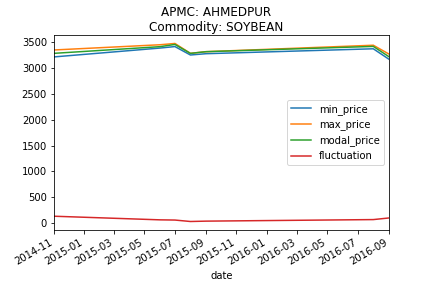 APMC: AHMEDPUR
Commodity: SOYBEAN
3500
3000
2500
2000
1500
1000
500
0
min_price
max_price
modal_price
fluctuation
2014-11
2015-01
2015-03
2015-05
2015-07
2015-09
2015-11
2016-01
2016-03
2016-05
2016-07
2016-09
date